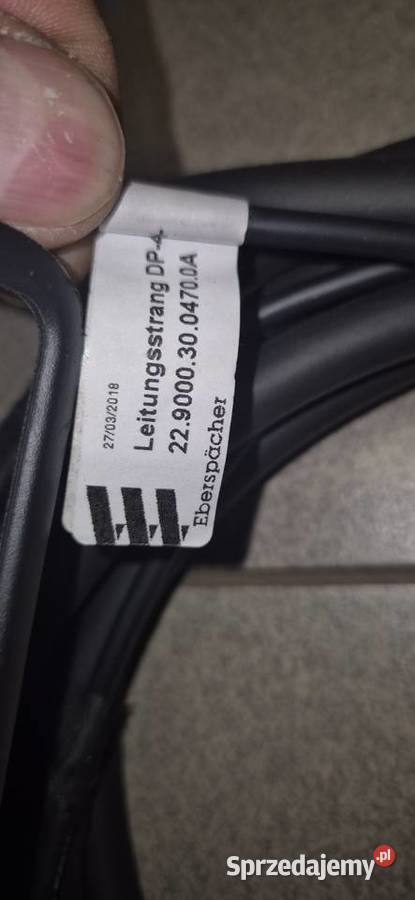 27/03/2018
Leitungsstrang DP-4
22.9000.30.0470.0A
Eberspächer
Sprzedajemy.pl